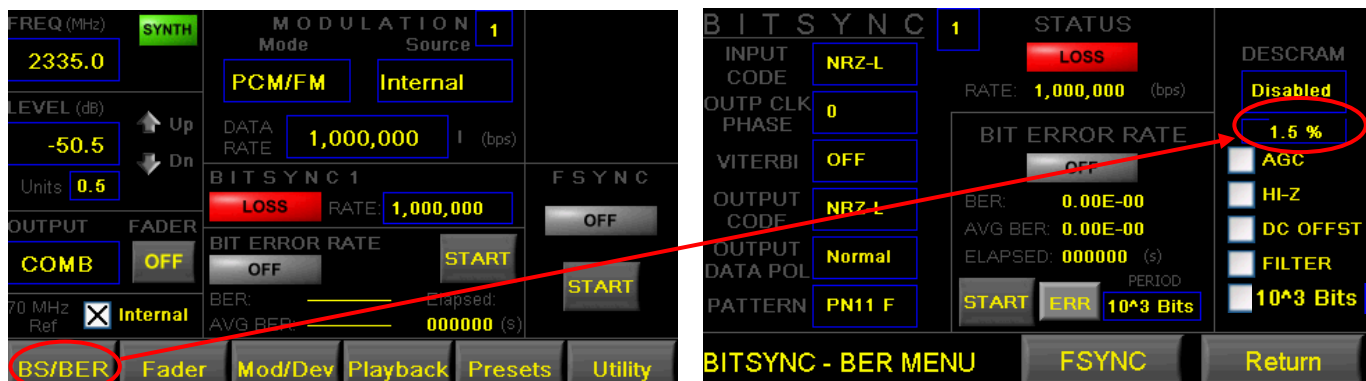 FREQ (MHz)
SYNTH
MODULATION 1
Mode Source
2335.0
PCM/FM Internal
LEVEL (dB)
Up
-50.5
Dn
DATA RATE 1,000,000 I (bps)
Units 0.5
BITSYNC 1
FSYNC
LOSS RATE: 1,000,000
OFF
OUTPUT FADER
BIT ERROR RATE
START
COMB OFF
OFF
START
70 MHz Ref Internal
BER: Elapsed:
AVG BER: 000000 (s)
BS/BER Fader Mod/Dev Playback Presets Utility
BITSYNC 1
STATUS
INPUT CODE NRZ-L
LOSS
DESCRAM
RATE: 1,000,000 (bps)
Disabled
OUTP CLK PHASE 0
1.5 %
BIT ERROR RATE
VITERBI OFF
OFF
AGC
OUTPUT CODE NRZ-L
BER: 0.00E-00
HI-Z
AVG BER: 0.00E-00
DC OFFST
OUTPUT DATA POL Normal
ELAPSED: 000000 (s)
FILTER
PERIOD
PATTERN PN11 F
START ERR 10^3 Bits
10^3 Bits
BITSYNC - BER MENU FSYNC Return